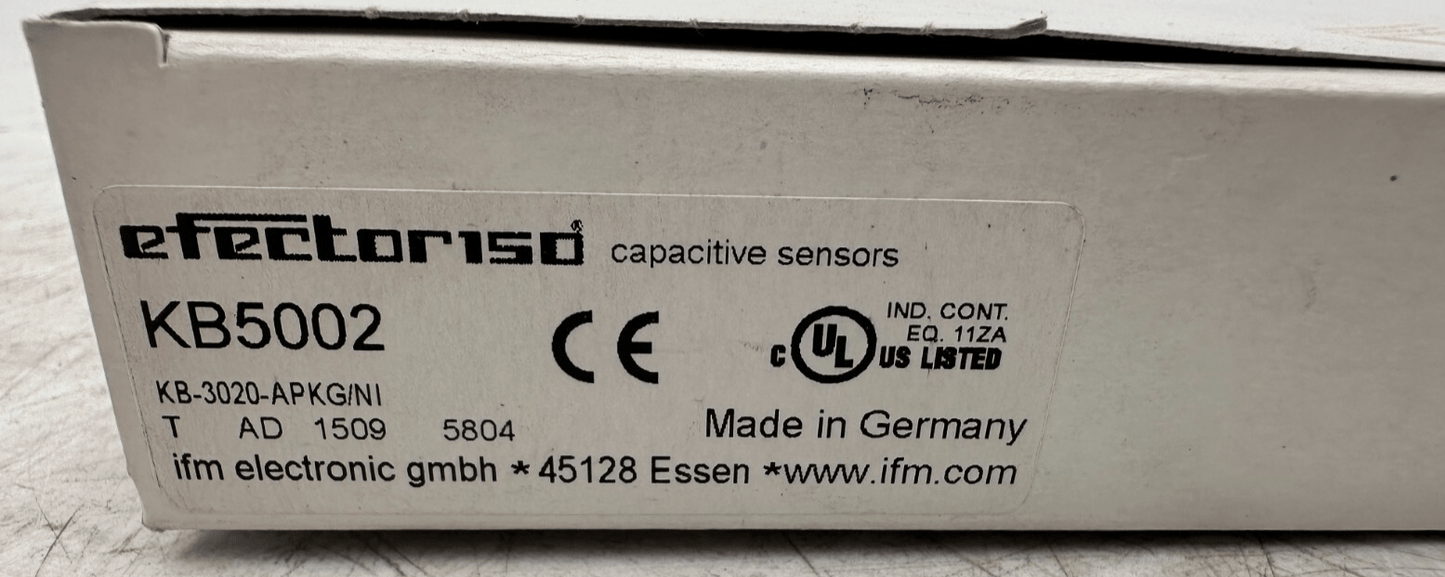 efector150® capacitive sensors
KB5002
CE
C UL US LISTED
IND. CONT.
EQ. 11ZA
KB-3020-APKG/NI
T AD 1509 5804
Made in Germany
ifm electronic gmbh * 45128 Essen *www.ifm.com